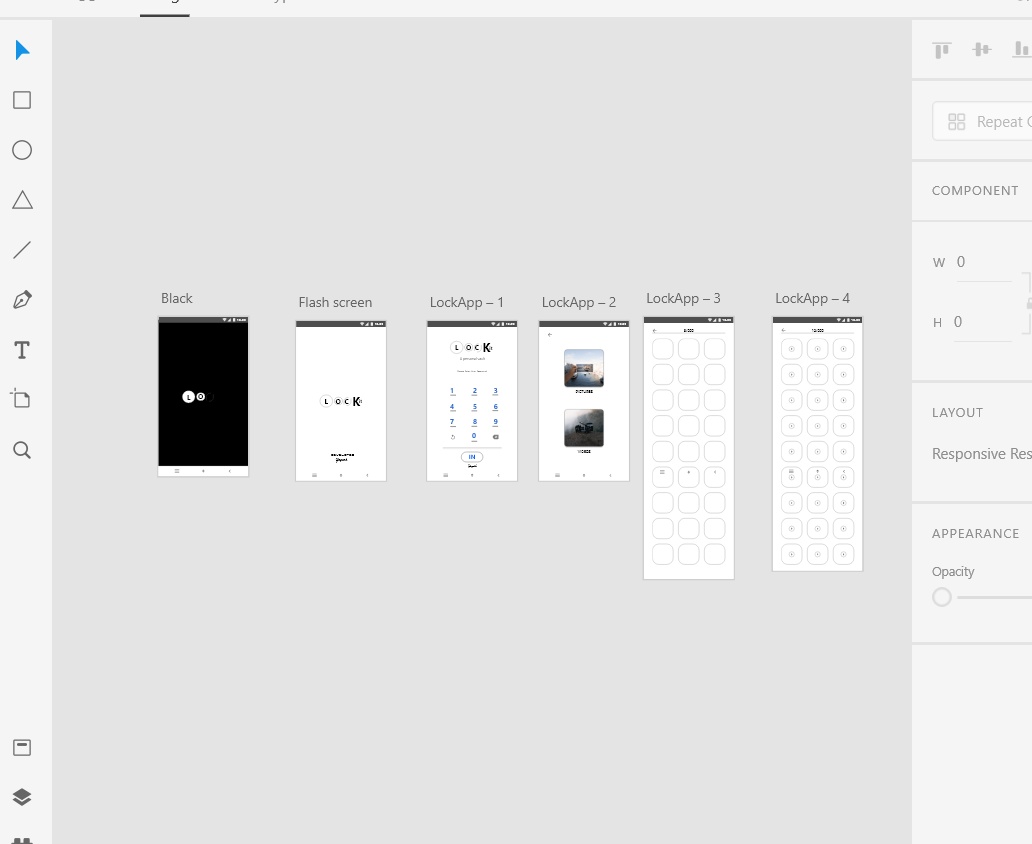 Repeat
COMPONENT
W 0
H 0
LAYOUT
Responsive Res
APPEARANCE
Opacity
Black
Flash screen
LockApp – 1
LockApp – 2
LockApp – 3
LockApp – 4
L O
L O C K
L O C K
1 2 3
4 5 6
7 8 9
0
IN
PICTURES
VIDEOS